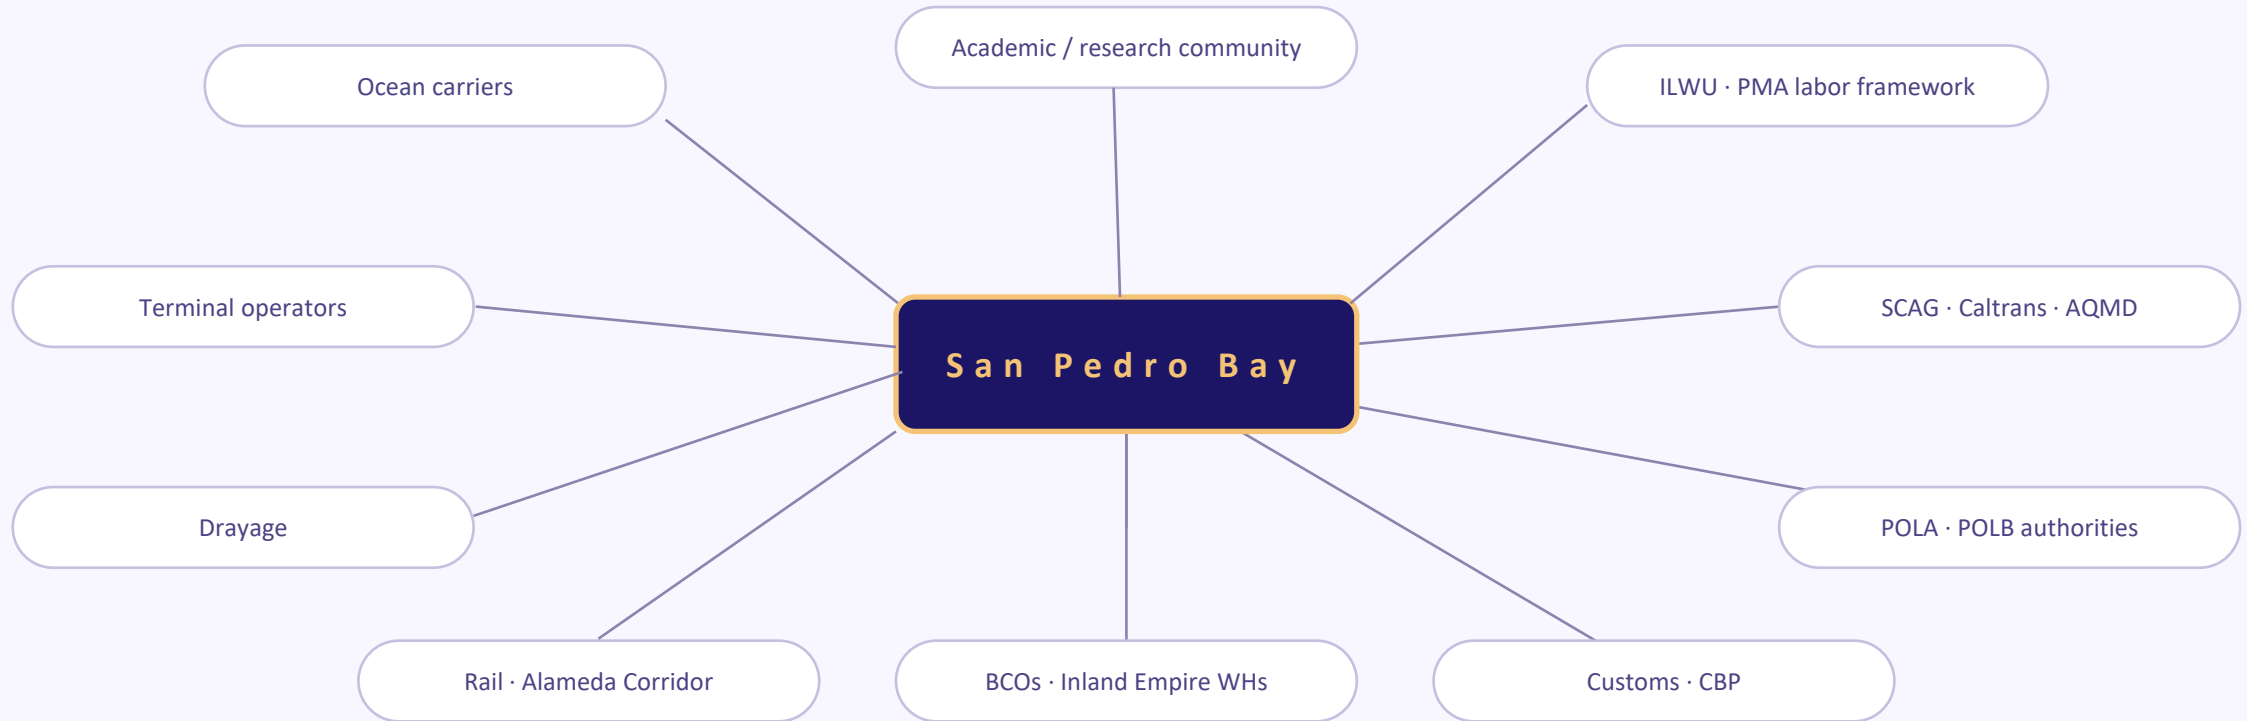 Academic / research community
Ocean carriers
ILWU · PMA labor framework
Terminal operators
SCAG · Caltrans · AQMD
San Pedro Bay
Drayage
POLA · POLB authorities
Rail · Alameda Corridor
BCOs · Inland Empire WHs
Customs · CBP